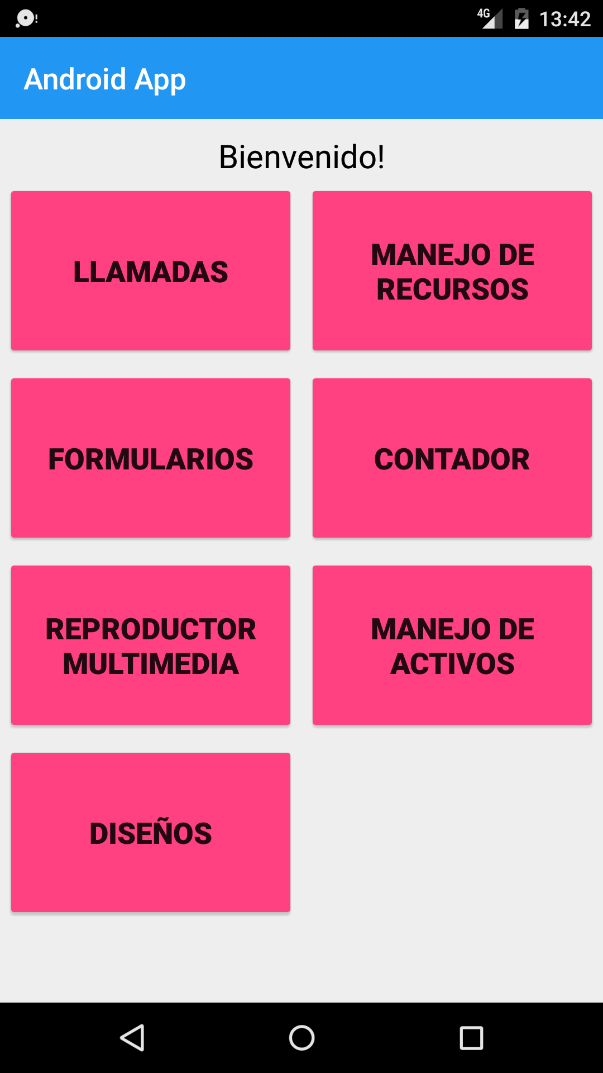 4G 13:42
Android App
Bienvenido!
LLAMADAS
MANEJO DE
RECURSOS
FORMULARIOS
CONTADOR
REPRODUCTOR
MULTIMEDIA
MANEJO DE
ACTIVOS
DISEÑOS